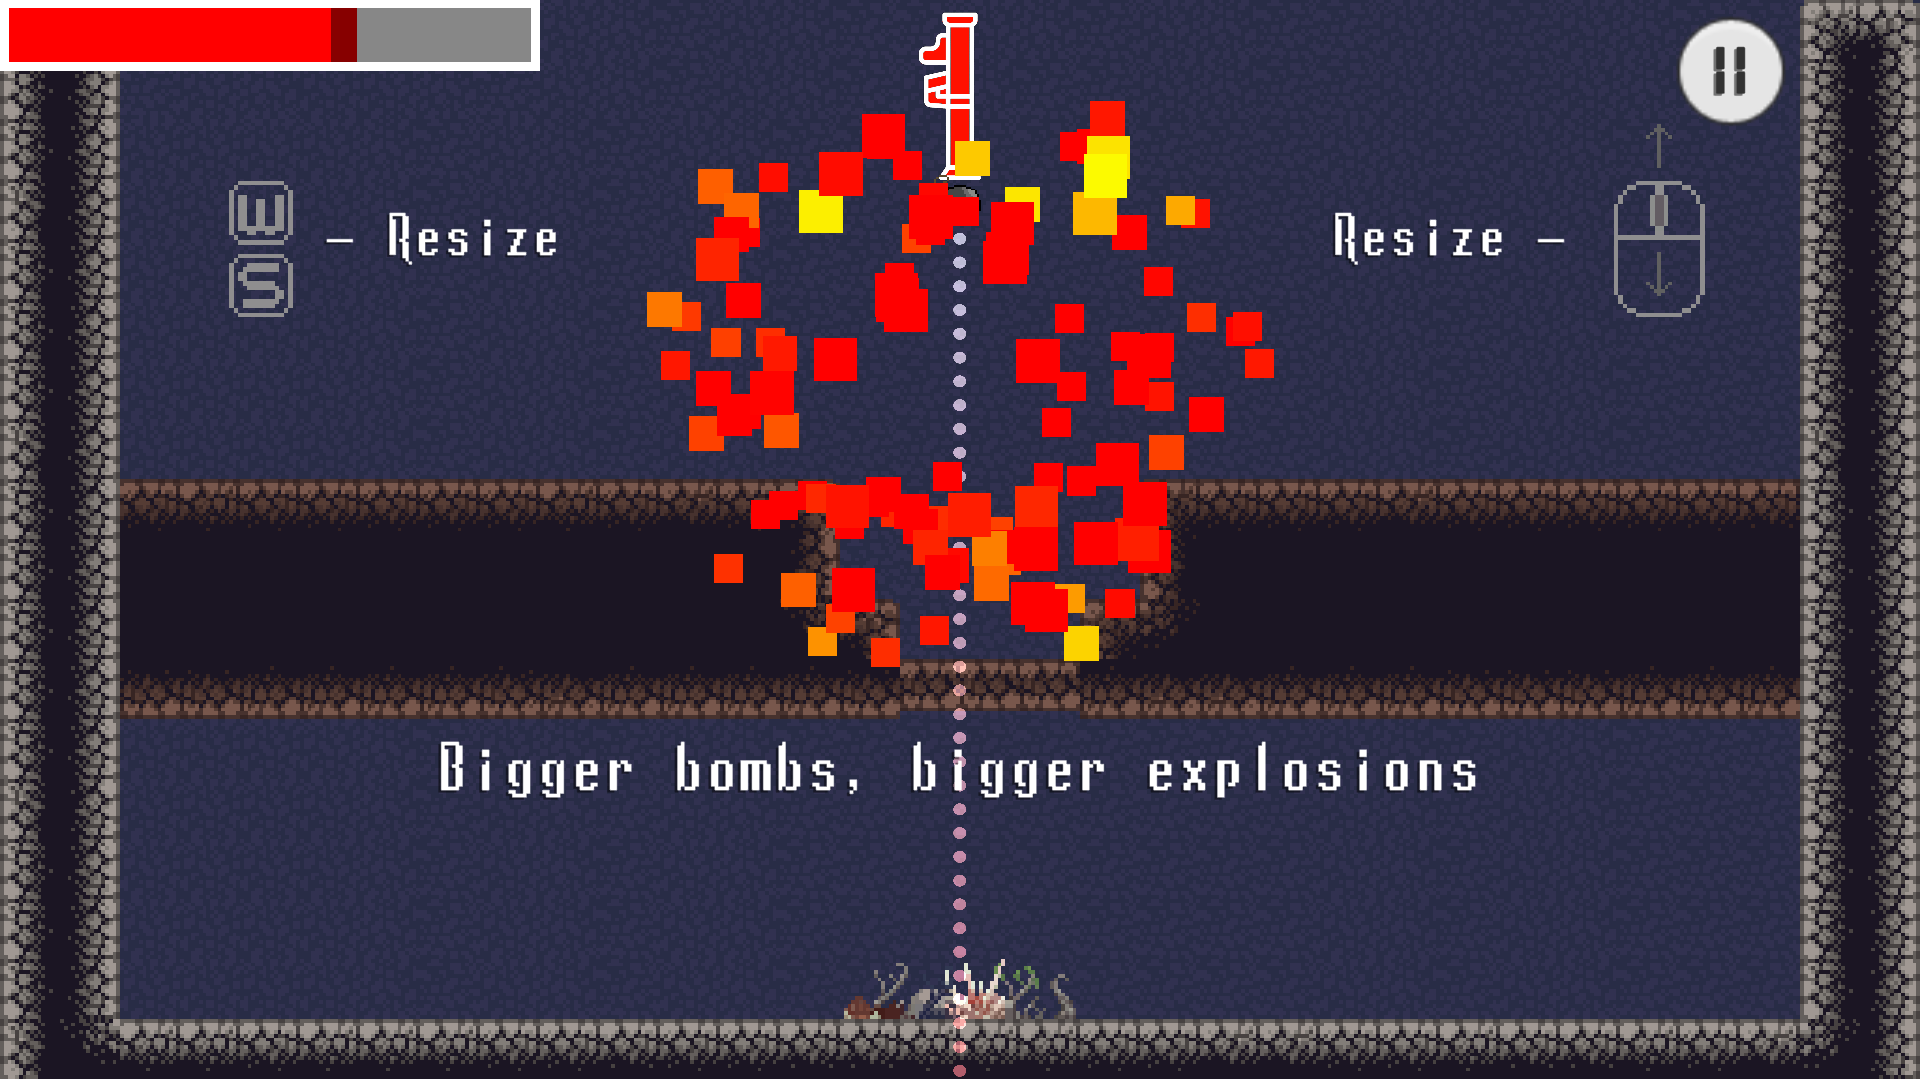 W
S
– Resize
Resize –
Bigger bombs, bigger explosions